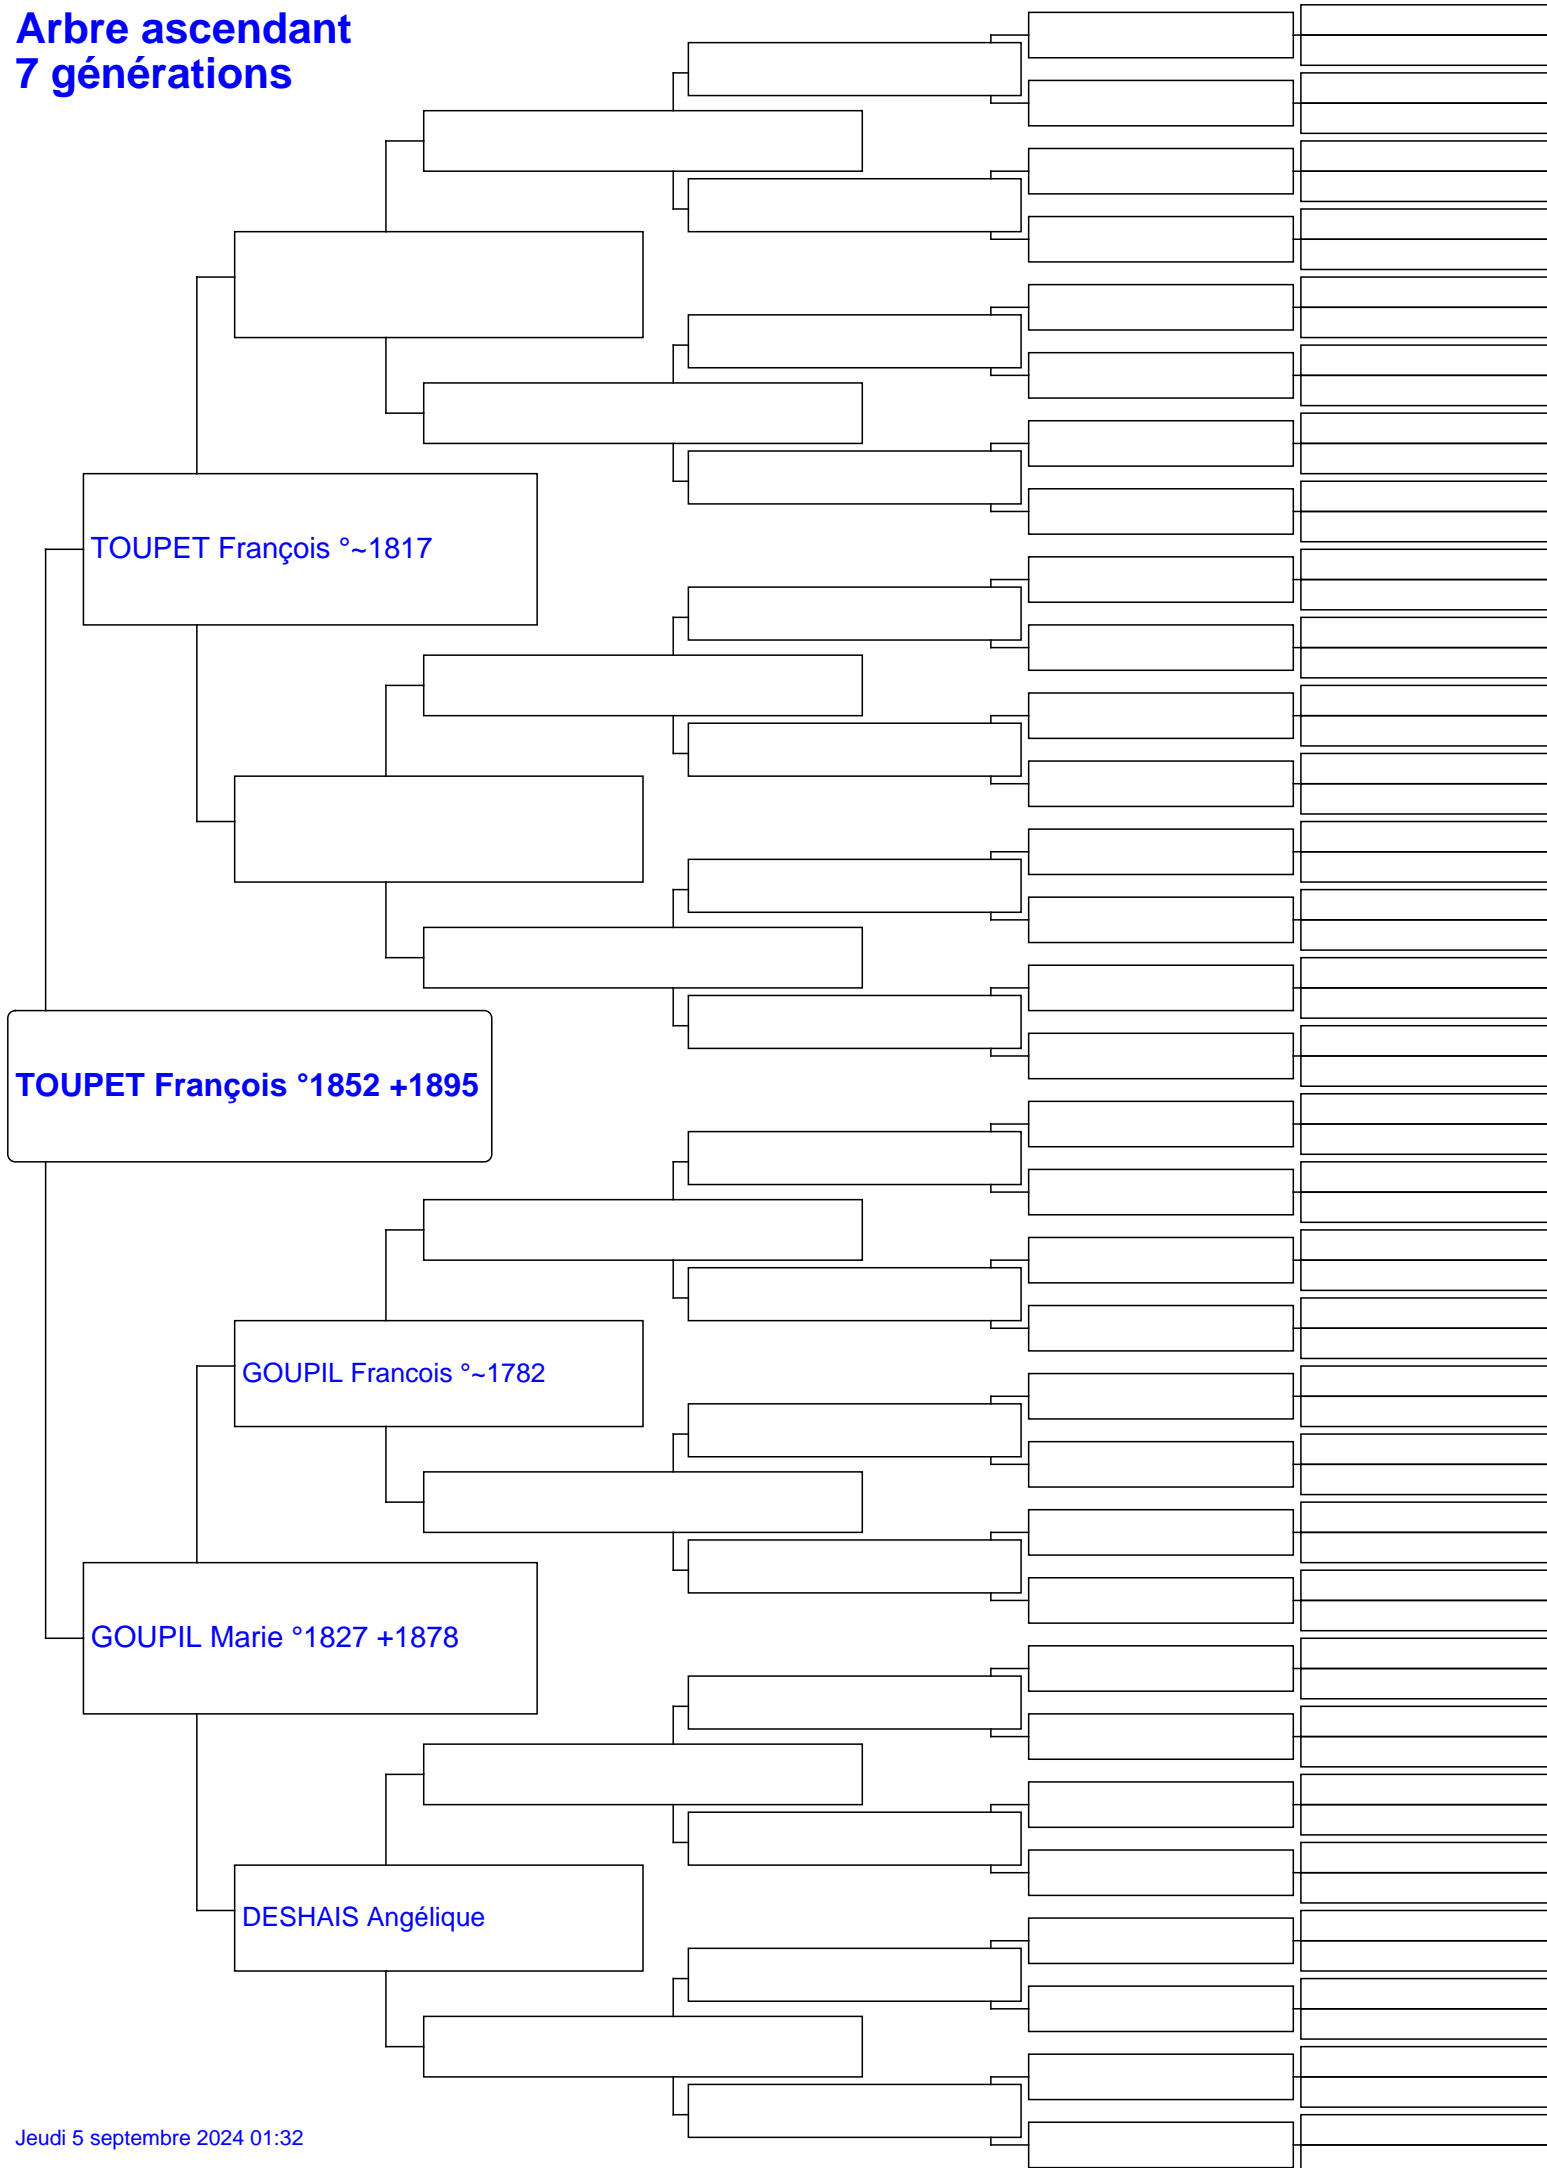 Arbre ascendant
7 générations
TOUPET François °~1817
TOUPET François °1852 +1895
GOUPIL Francois °~1782
GOUPIL Marie °1827 +1878
DESHAIS Angélique
Jeudi 5 septembre 2024 01:32